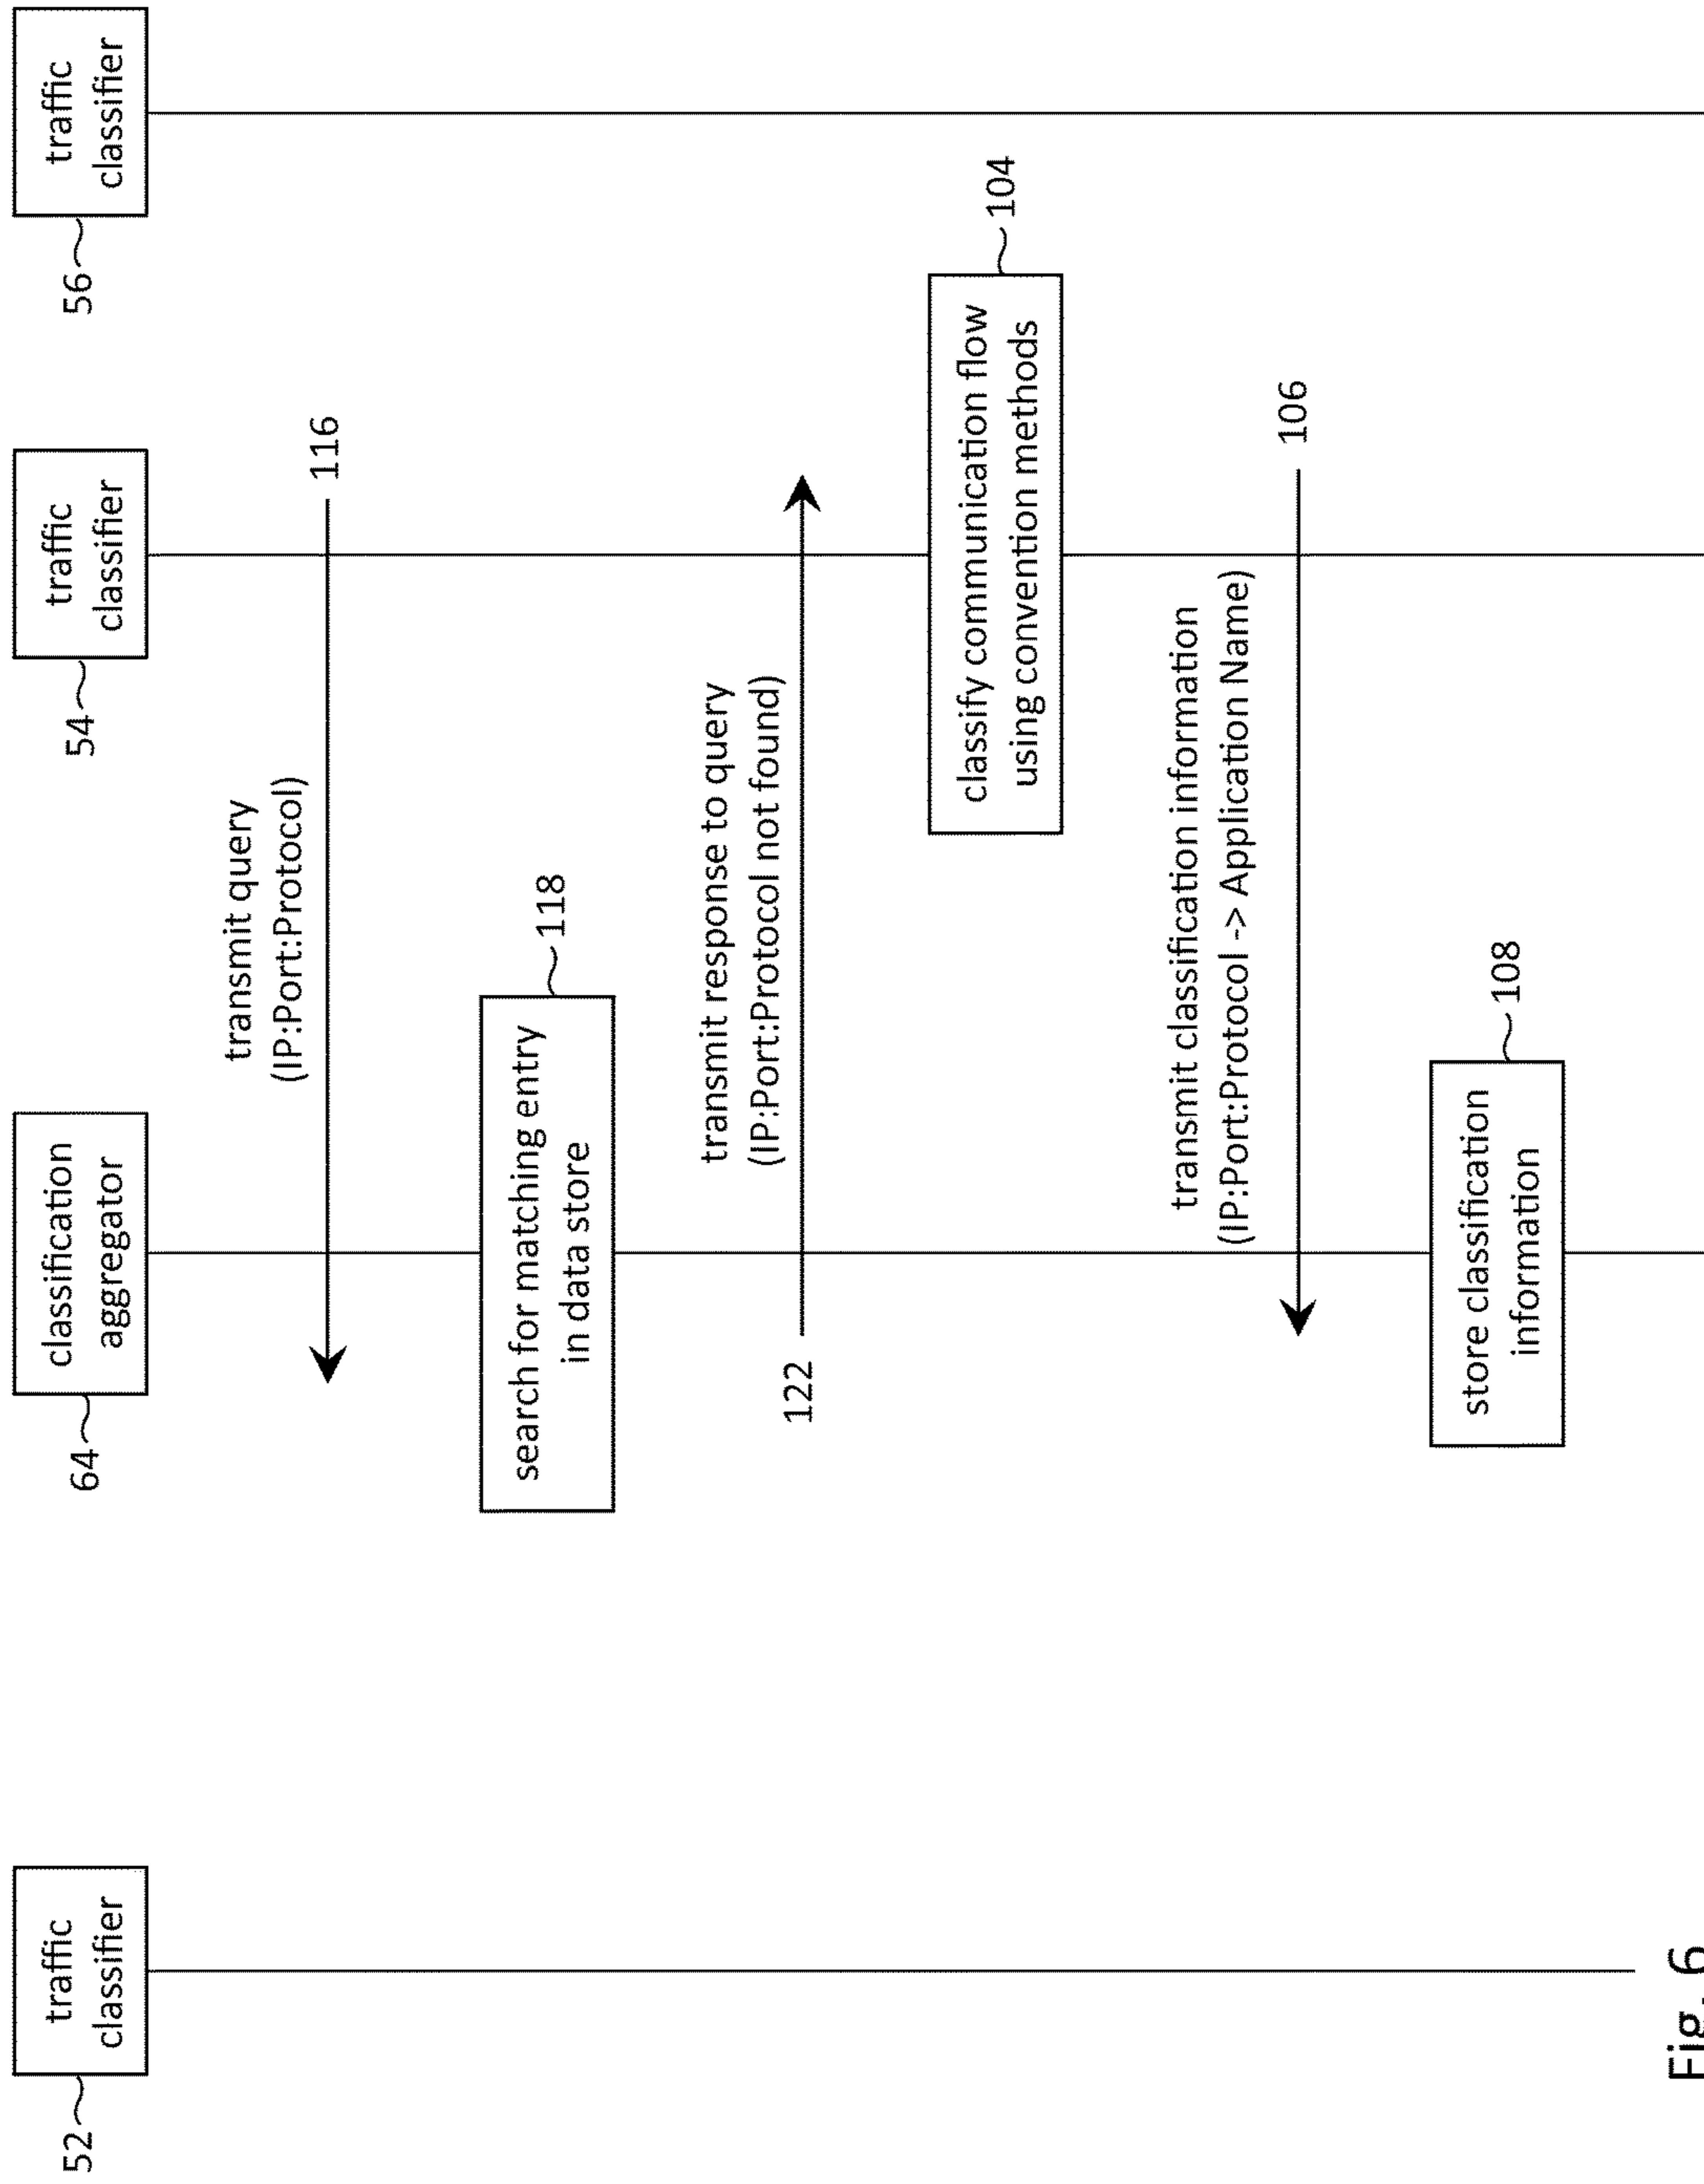 52
traffic
classifier
64
classification
aggregator
54
traffic
classifier
56
traffic
classifier
transmit query
(IP:Port:Protocol)
116
search for matching entry
in data store
118
transmit response to query
(IP:Port:Protocol not found)
122
classify communication flow
using convention methods
104
transmit classification information
(IP:Port:Protocol -> Application Name)
106
store classification
information
108
Fig. 6